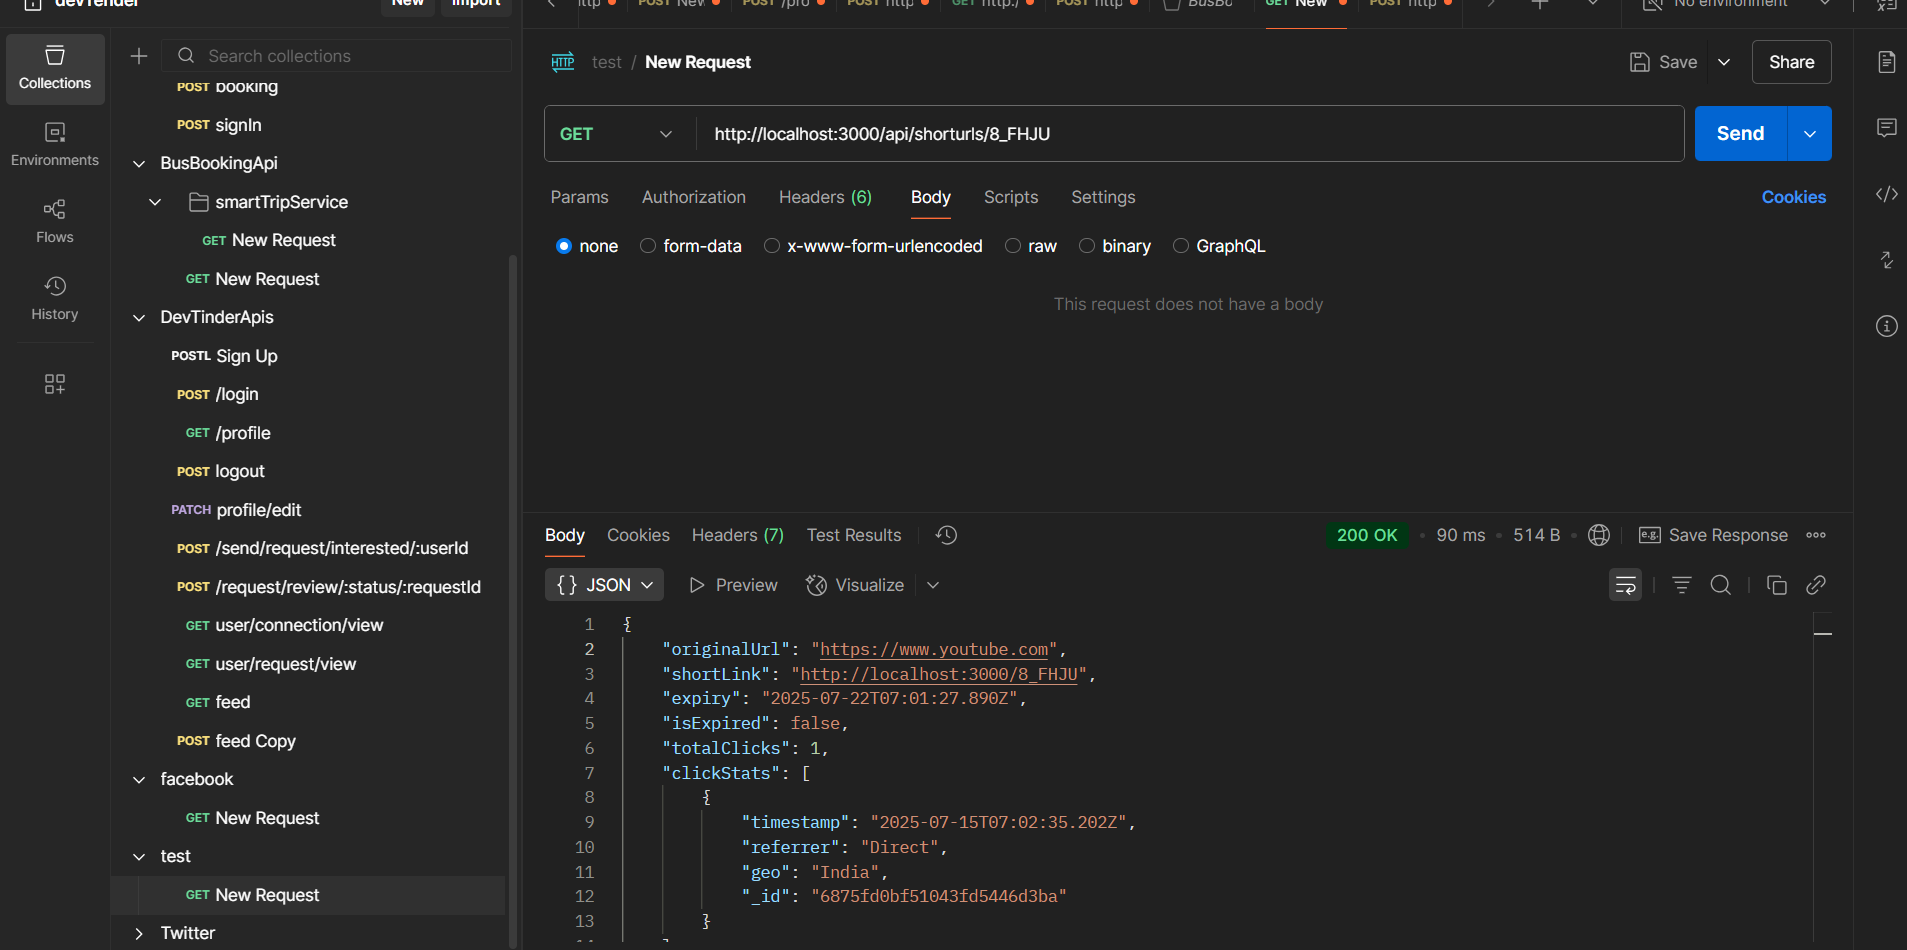 devTender
New
Import
http
POST New
POST /pro
POST http
GET http:/
POST http
BusBo
GET New
POST http
No environment
Collections
Environments
Flows
History
Search collections
POST booking
POST signIn
BusBookingApi
smartTripService
GET New Request
GET New Request
DevTinderApis
POSTL Sign Up
POST /login
GET /profile
POST logout
PATCH profile/edit
POST /send/request/interested/:userId
POST /request/review/:status/:requestId
GET user/connection/view
GET user/request/view
GET feed
POST feed Copy
facebook
GET New Request
test
GET New Request
Twitter
HTTP test / New Request
Save
Share
GET http://localhost:3000/api/shorturls/8_FHJU
Send
Params Authorization Headers (6) Body Scripts Settings
Cookies
none form-data x-www-form-urlencoded raw binary GraphQL
This request does not have a body
Body Cookies Headers (7) Test Results
200 OK • 90 ms • 514 B • e.g. Save Response
{ } JSON Preview Visualize
1 {
2 "originalUrl": "https://www.youtube.com",
3 "shortLink": "http://localhost:3000/8_FHJU",
4 "expiry": "2025-07-22T07:01:27.890Z",
5 "isExpired": false,
6 "totalClicks": 1,
7 "clickStats": [
8 {
9 "timestamp": "2025-07-15T07:02:35.202Z",
10 "referrer": "Direct",
11 "geo": "India",
12 "_id": "6875fd0bf51043fd5446d3ba"
13 }